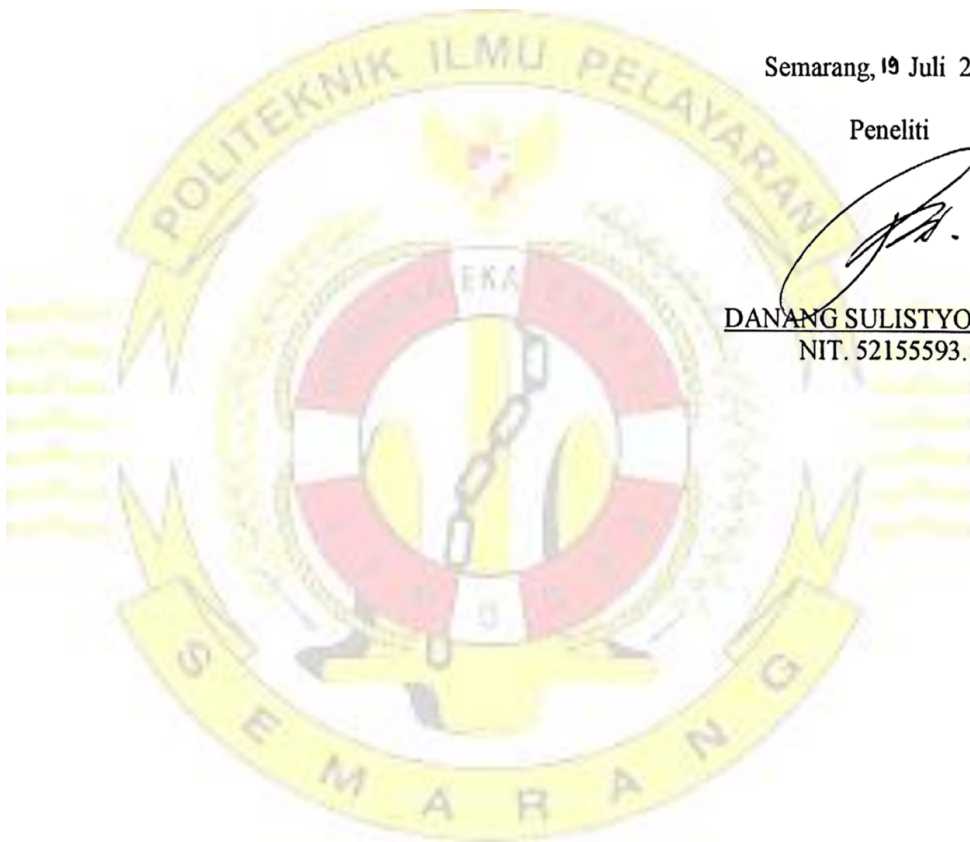 POLITEKNIK ILMU PELAYARAN
Semarang, 19 Juli 2
Peneliti
EKA
DANANG SULISTYO
NIT. 52155593.
SEMARANG